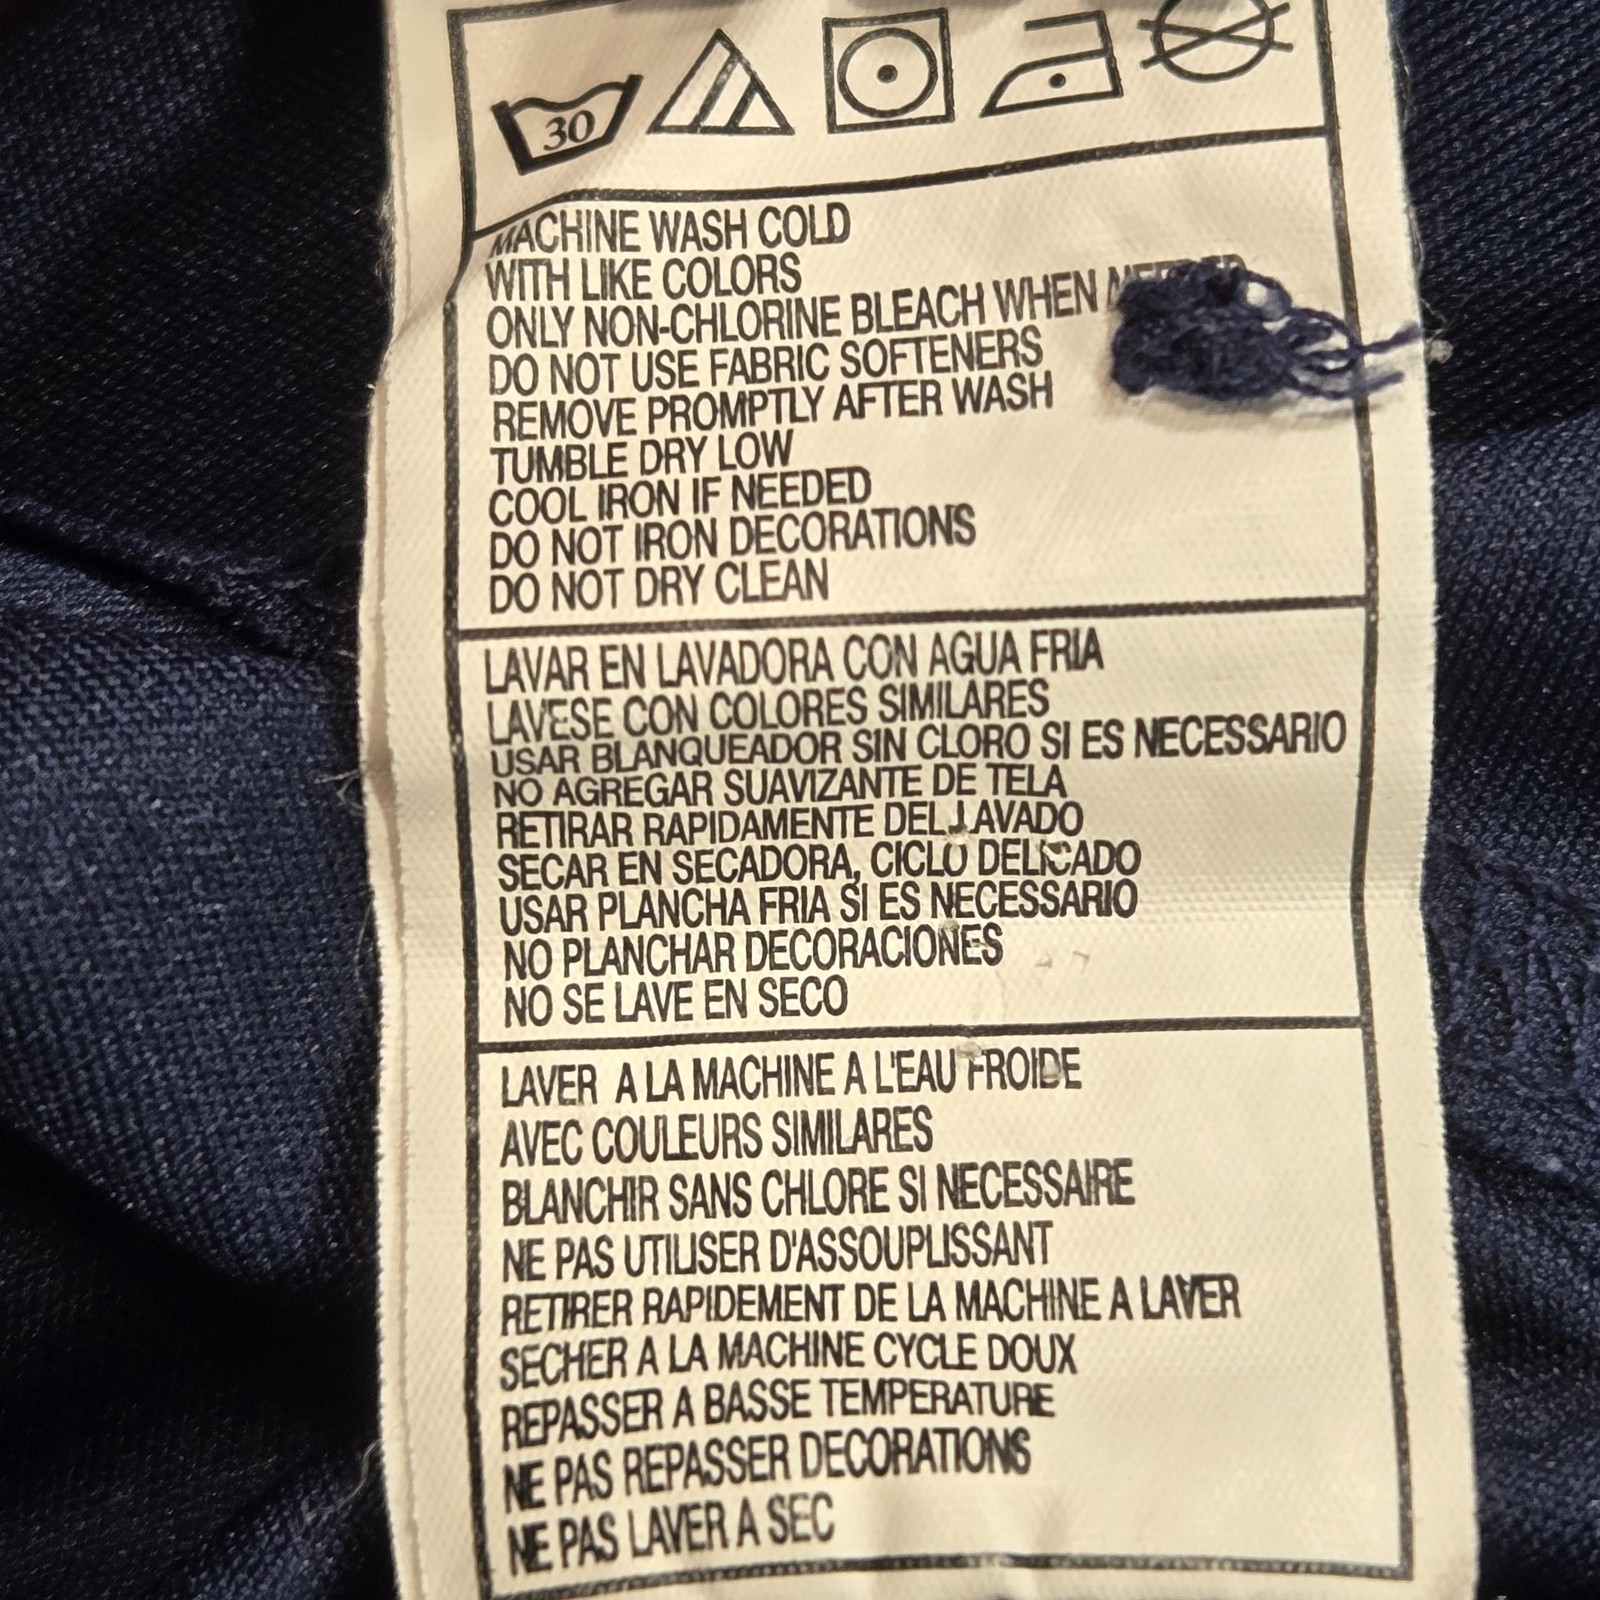 30
MACHINE WASH COLD
WITH LIKE COLORS
ONLY NON-CHLORINE BLEACH WHEN NEEDED
DO NOT USE FABRIC SOFTENERS
REMOVE PROMPTLY AFTER WASH
TUMBLE DRY LOW
COOL IRON IF NEEDED
DO NOT IRON DECORATIONS
DO NOT DRY CLEAN
LAVAR EN LAVADORA CON AGUA FRIA
LAVESE CON COLORES SIMILARES
USAR BLANQUEADOR SIN CLORO SI ES NECESSARIO
NO AGREGAR SUAVIZANTE DE TELA
RETIRAR RAPIDAMENTE DEL LAVADO
SECAR EN SECADORA, CICLO DELICADO
USAR PLANCHA FRIA SI ES NECESSARIO
NO PLANCHAR DECORACIONES
NO SE LAVE EN SECO
LAVER A LA MACHINE A L'EAU FROIDE
AVEC COULEURS SIMILARES
BLANCHIR SANS CHLORE SI NECESSAIRE
NE PAS UTILISER D'ASSOUPLISSANT
RETIRER RAPIDEMENT DE LA MACHINE A LAVER
SECHER A LA MACHINE CYCLE DOUX
REPASSER A BASSE TEMPERATURE
NE PAS REPASSER DECORATIONS
NE PAS LAVER A SEC